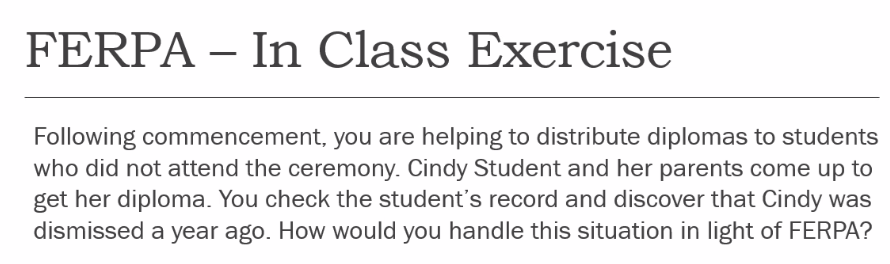 FERPA – In Class Exercise
Following commencement, you are helping to distribute diplomas to students
who did not attend the ceremony. Cindy Student and her parents come up to
get her diploma. You check the student’s record and discover that Cindy was
dismissed a year ago. How would you handle this situation in light of FERPA?